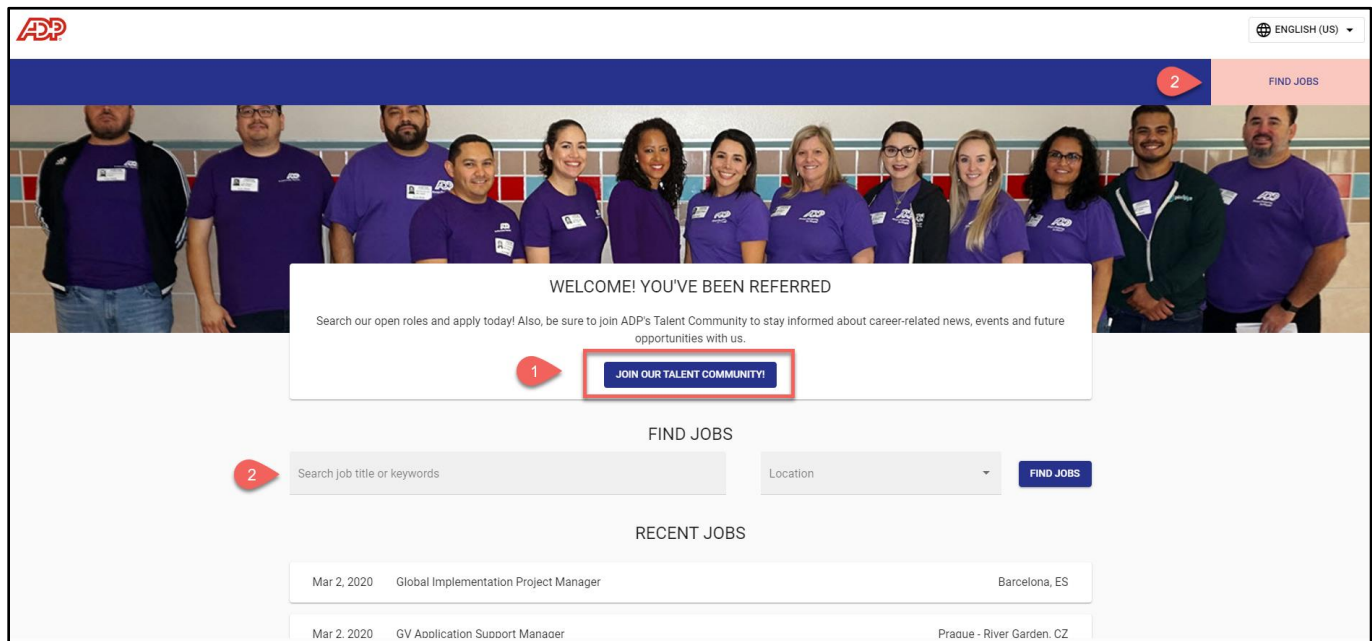 ADP
ENGLISH (US)
2
FIND JOBS
WELCOME! YOU'VE BEEN REFERRED
Search our open roles and apply today! Also, be sure to join ADP's Talent Community to stay informed about career-related news, events and future
opportunities with us.
1
JOIN OUR TALENT COMMUNITY!
FIND JOBS
2
Search job title or keywords
Location
FIND JOBS
RECENT JOBS
Mar 2, 2020 Global Implementation Project Manager Barcelona, ES
Mar 2, 2020 GV Application Support Manager Prague - River Garden, CZ